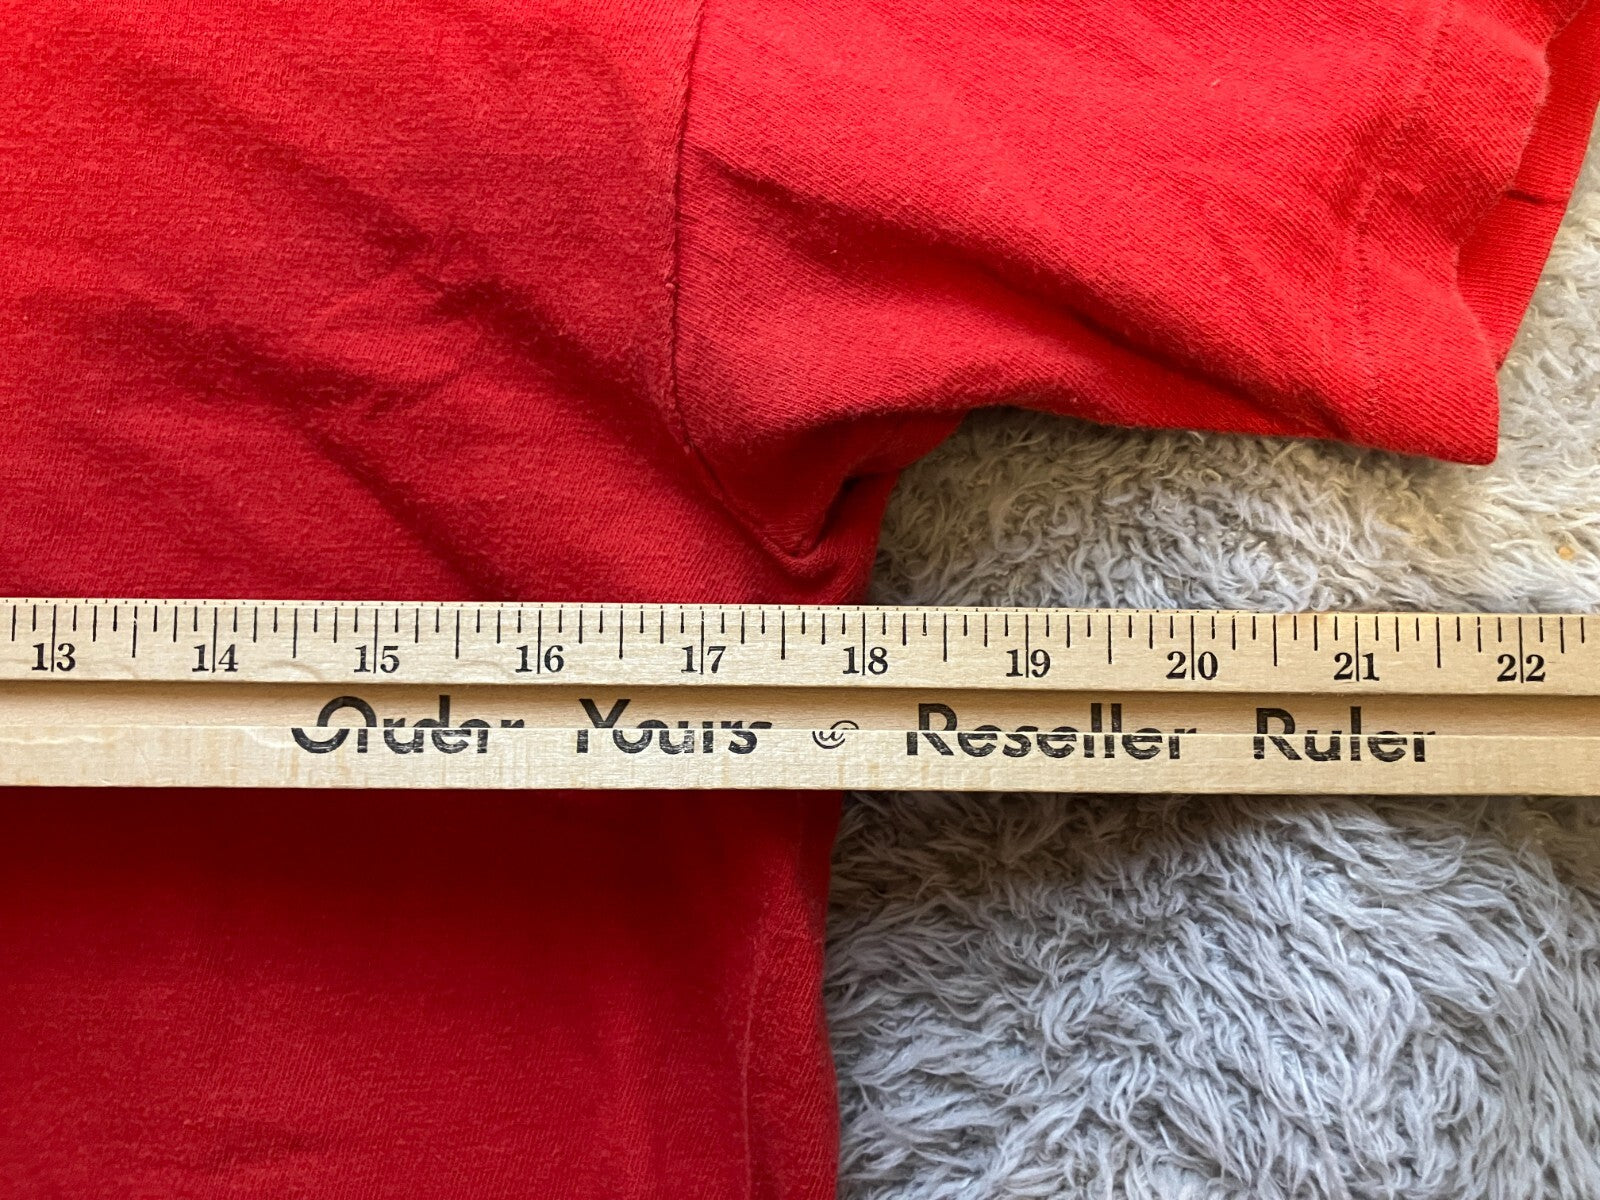 13 14 15 16 17 18 19 20 21 22
Order Yours @ Reseller Ruler